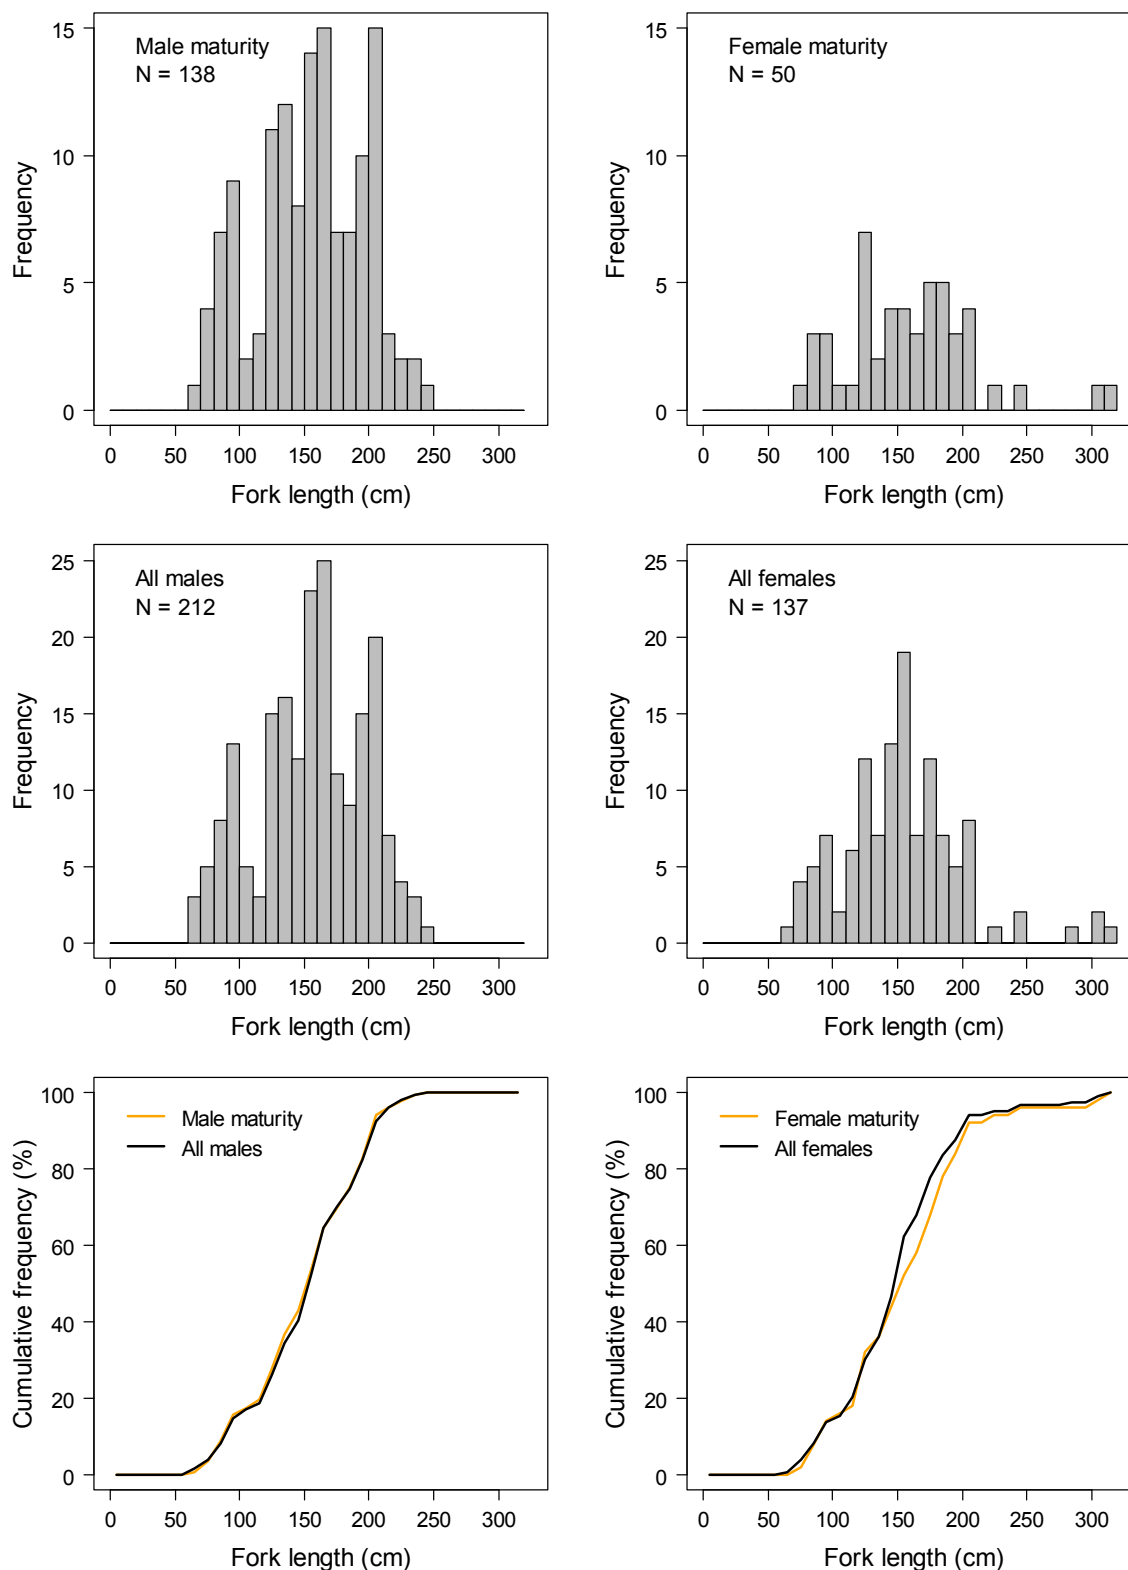 Male maturity
N = 138
15
10
5
0
Frequency
0 50 100 150 200 250 300
Fork length (cm)
Female maturity
N = 50
15
10
5
0
Frequency
0 50 100 150 200 250 300
Fork length (cm)
All males
N = 212
25
20
15
10
5
0
Frequency
0 50 100 150 200 250 300
Fork length (cm)
All females
N = 137
25
20
15
10
5
0
Frequency
0 50 100 150 200 250 300
Fork length (cm)
Male maturity
All males
100
80
60
40
20
0
Cumulative frequency (%)
0 50 100 150 200 250 300
Fork length (cm)
Female maturity
All females
100
80
60
40
20
0
Cumulative frequency (%)
0 50 100 150 200 250 300
Fork length (cm)